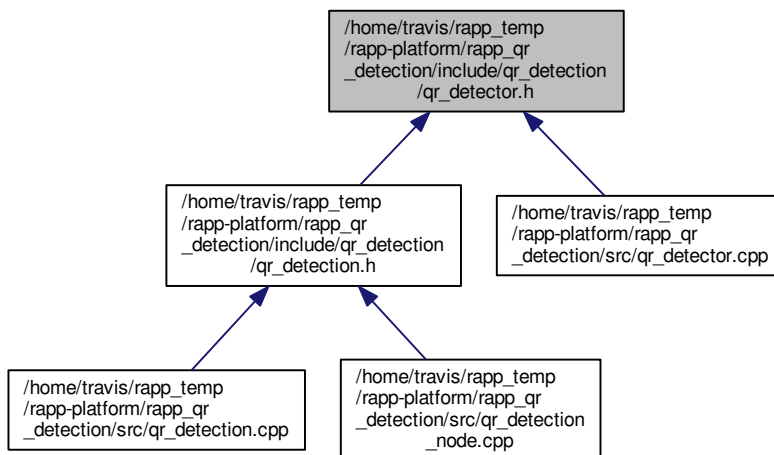 /home/travis/rapp_temp
/rapp-platform/rapp_qr
_detection/include/qr_detection
/qr_detector.h
/home/travis/rapp_temp
/rapp-platform/rapp_qr
_detection/include/qr_detection
/qr_detection.h
/home/travis/rapp_temp
/rapp-platform/rapp_qr
_detection/src/qr_detector.cpp
/home/travis/rapp_temp
/rapp-platform/rapp_qr
_detection/src/qr_detection.cpp
/home/travis/rapp_temp
/rapp-platform/rapp_qr
_detection/src/qr_detection
_node.cpp